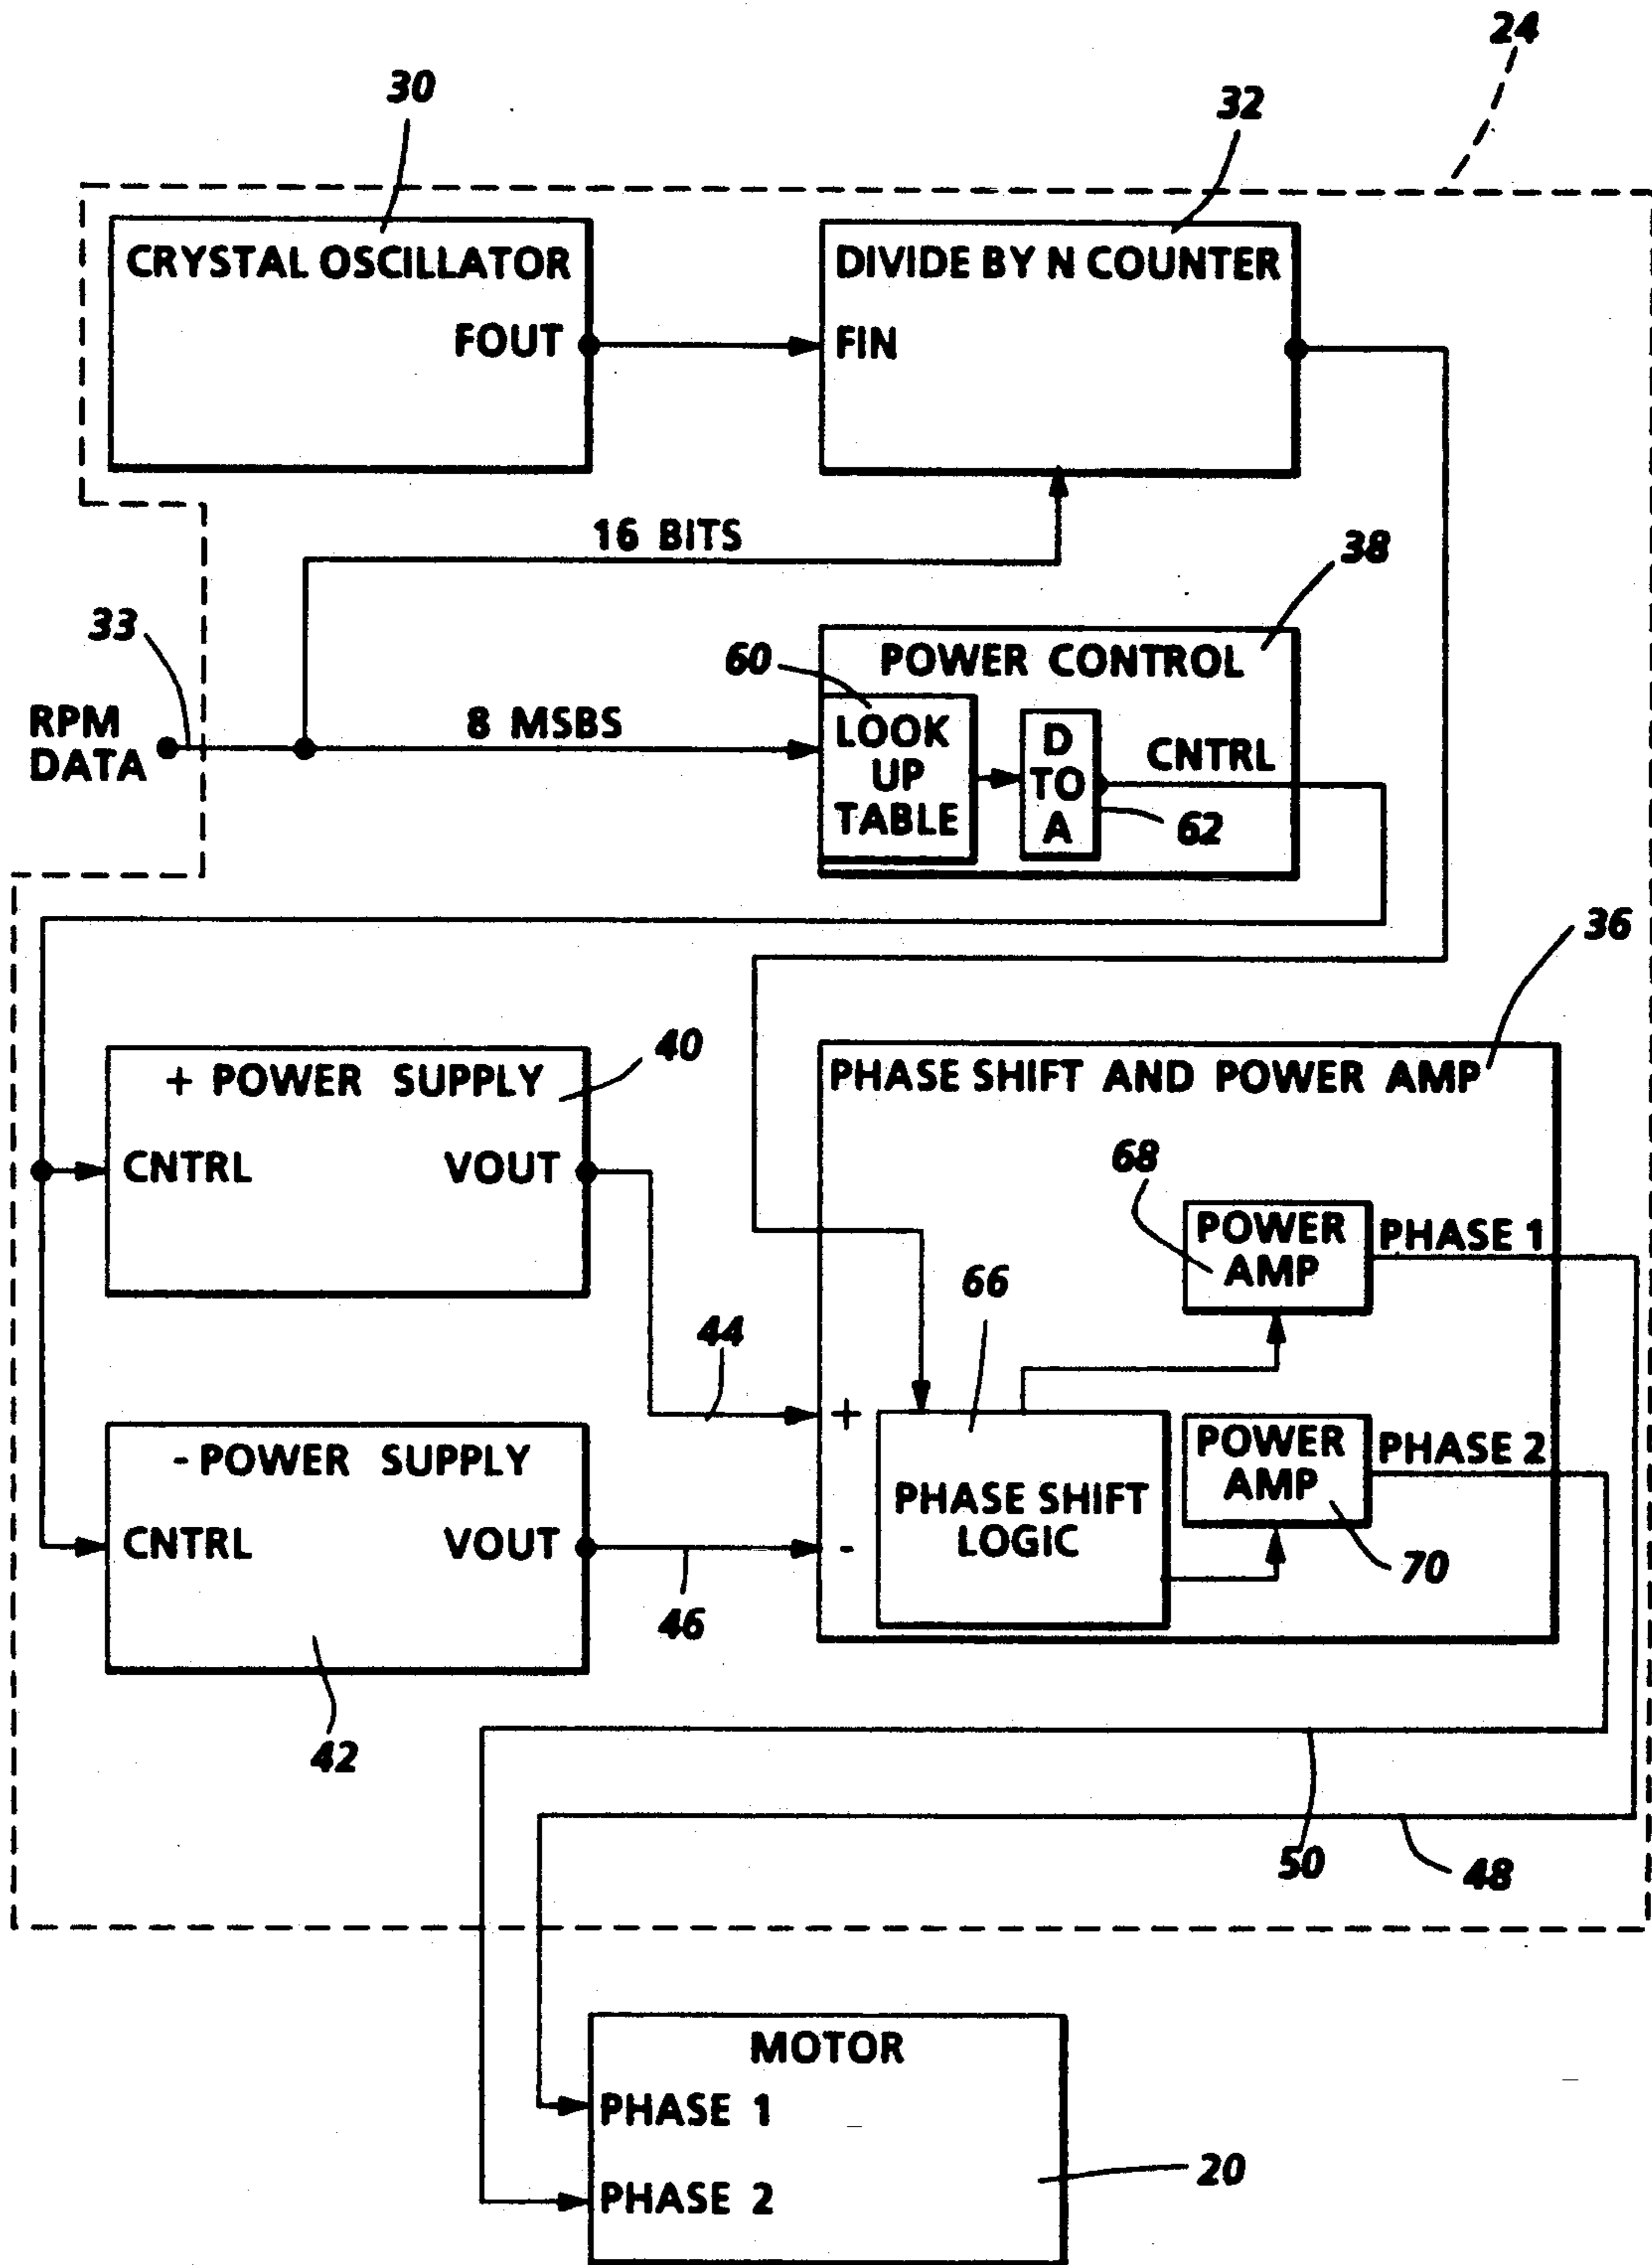 24
30
32
CRYSTAL OSCILLATOR
FOUT
DIVIDE BY N COUNTER
FIN
16 BITS
38
33
RPM
DATA
8 MSBS
60
POWER CONTROL
LOOK
UP
TABLE
D
TO
A
CNTRL
62
36
+ POWER SUPPLY
40
CNTRL
VOUT
PHASE SHIFT AND POWER AMP
68
POWER
AMP
PHASE 1
66
44
+
- POWER SUPPLY
CNTRL
VOUT
46
-
PHASE SHIFT
LOGIC
POWER
AMP
PHASE 2
70
42
50
48
MOTOR
PHASE 1
PHASE 2
20